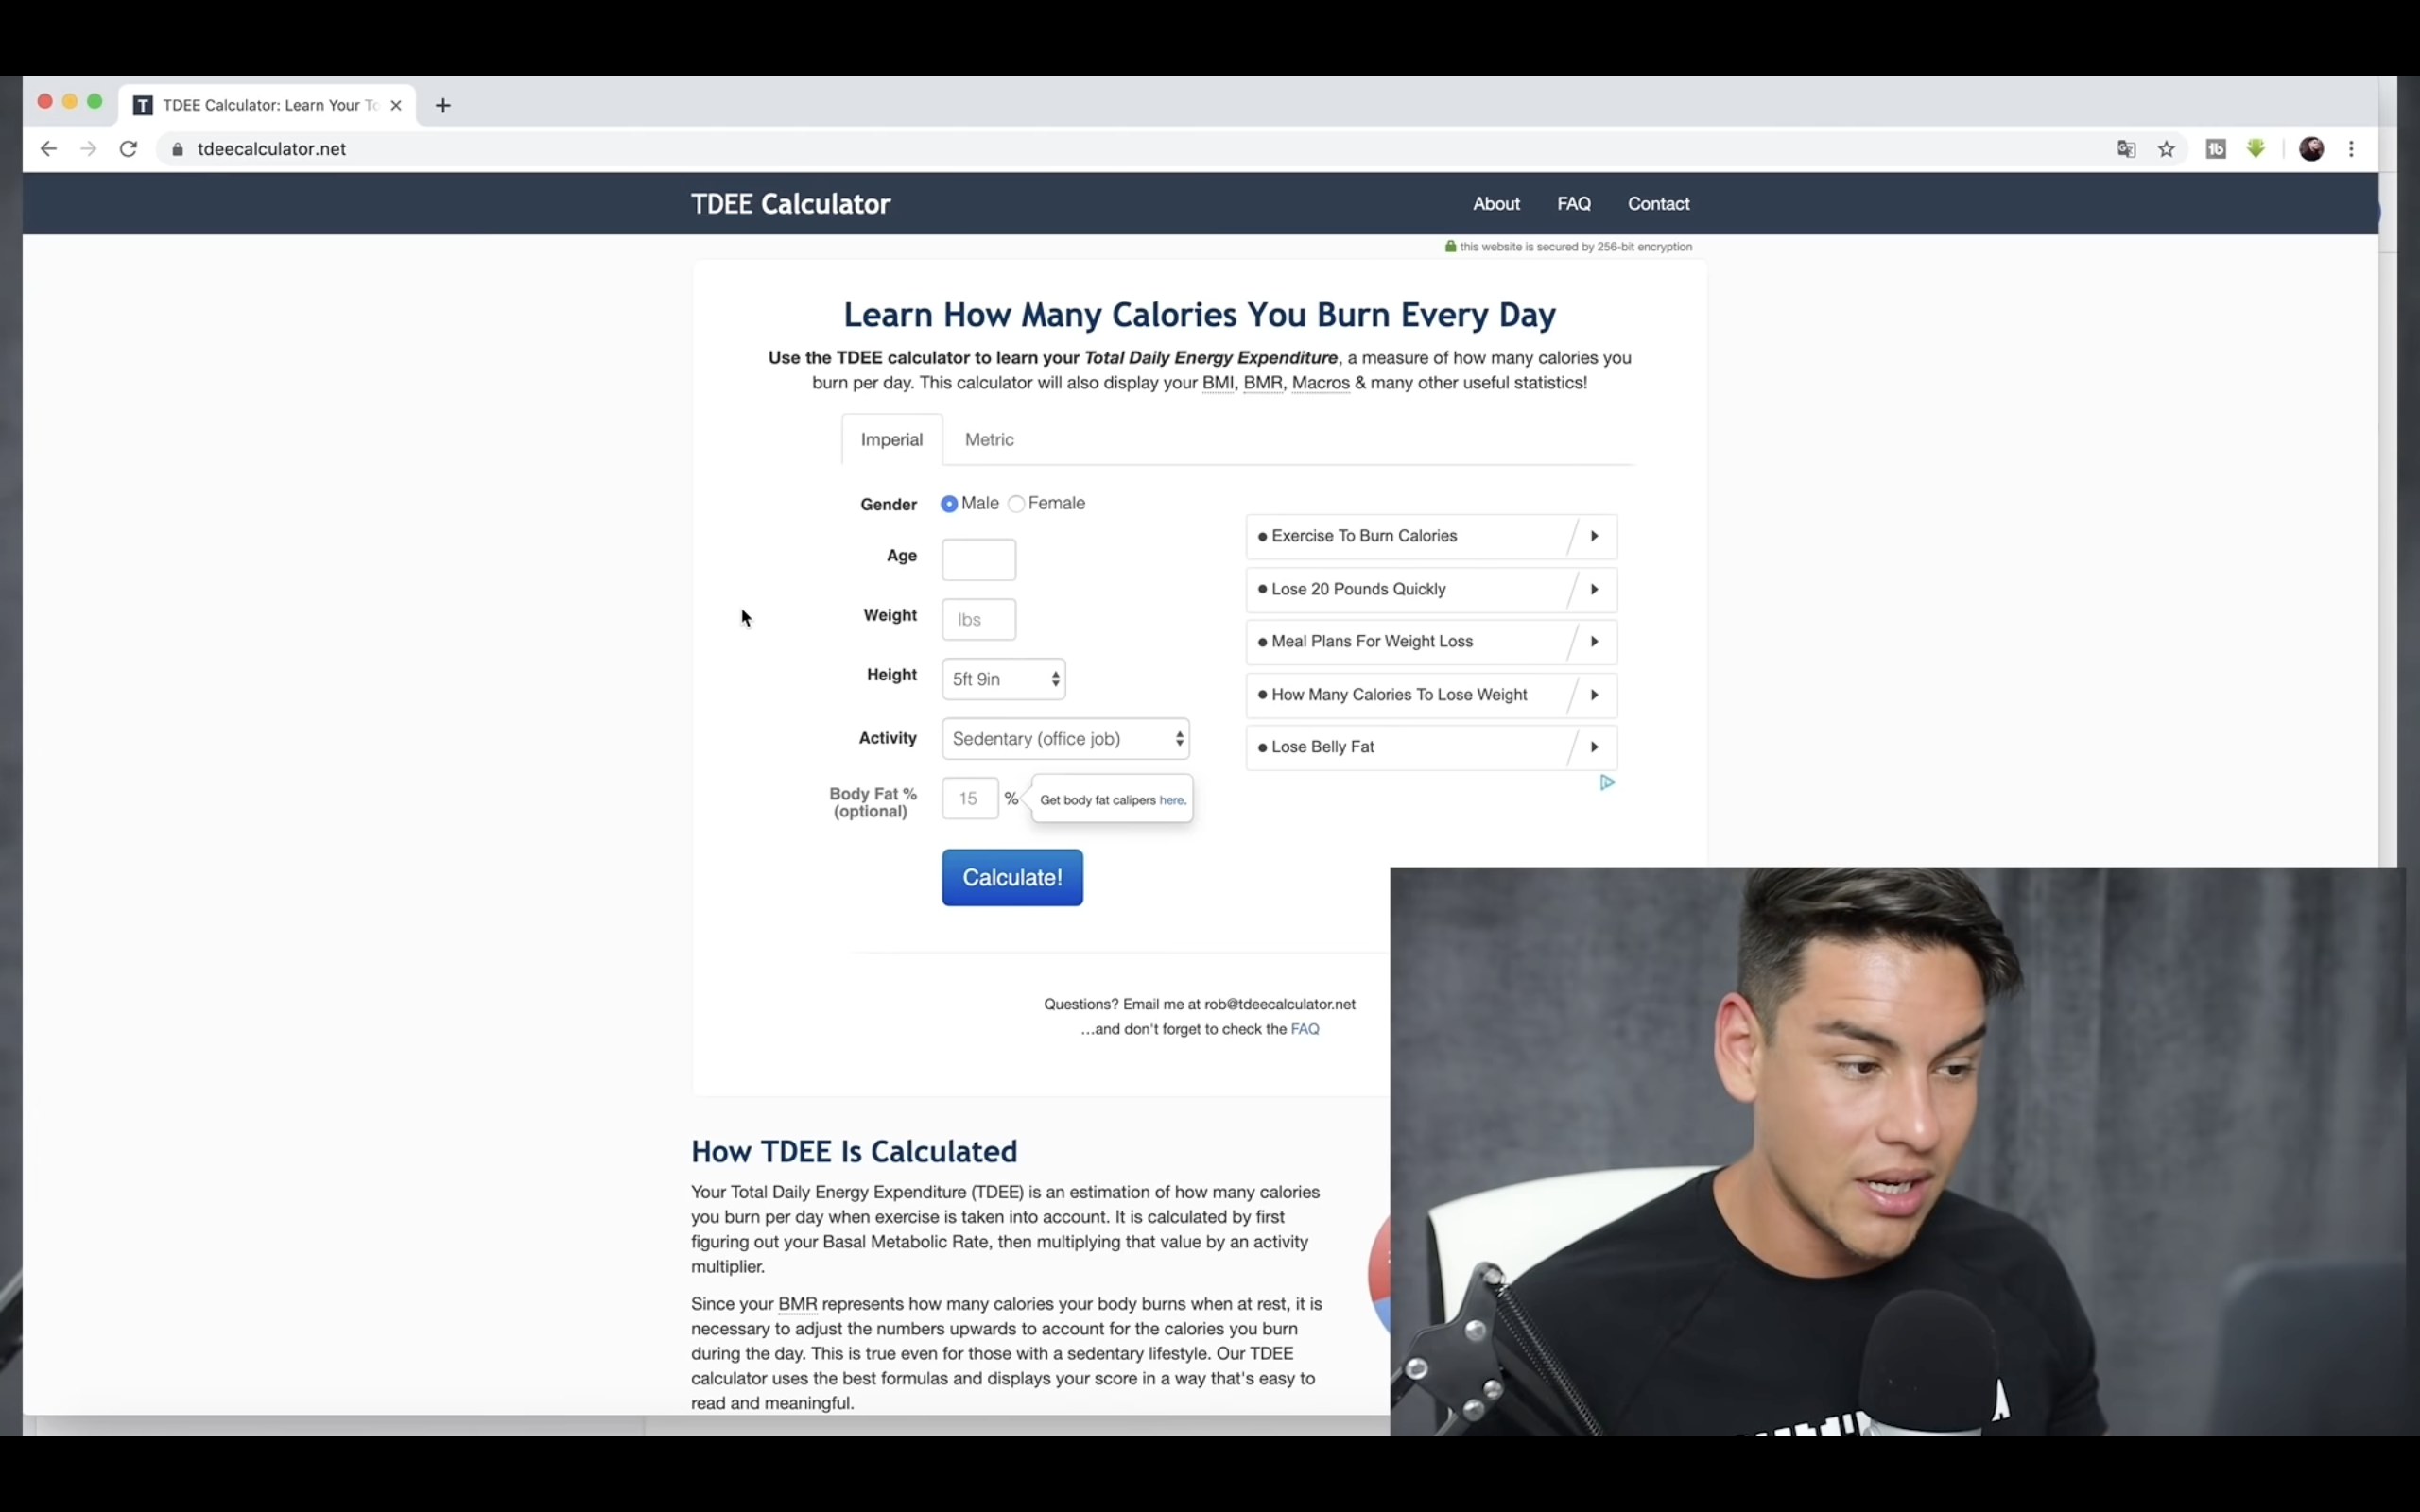 TDEE Calculator: Learn Your To
tdeecalculator.net
TDEE Calculator
About
FAQ
Contact
this website is secured by 256-bit encryption
Learn How Many Calories You Burn Every Day
Use the TDEE calculator to learn your Total Daily Energy Expenditure, a measure of how many calories you
burn per day. This calculator will also display your BMI, BMR, Macros & many other useful statistics!
Imperial
Metric
Gender
Male
Female
Age
Weight
lbs
Height
5ft 9in
Activity
Sedentary (office job)
Body Fat %
(optional)
15
%
Get body fat calipers here.
Calculate!
Exercise To Burn Calories
Lose 20 Pounds Quickly
Meal Plans For Weight Loss
How Many Calories To Lose Weight
Lose Belly Fat
Questions? Email me at rob@tdeecalculator.net
...and don't forget to check the FAQ
How TDEE Is Calculated
Your Total Daily Energy Expenditure (TDEE) is an estimation of how many calories
you burn per day when exercise is taken into account. It is calculated by first
figuring out your Basal Metabolic Rate, then multiplying that value by an activity
multiplier.
Since your BMR represents how many calories your body burns when at rest, it is
necessary to adjust the numbers upwards to account for the calories you burn
during the day. This is true even for those with a sedentary lifestyle. Our TDEE
calculator uses the best formulas and displays your score in a way that's easy to
read and meaningful.